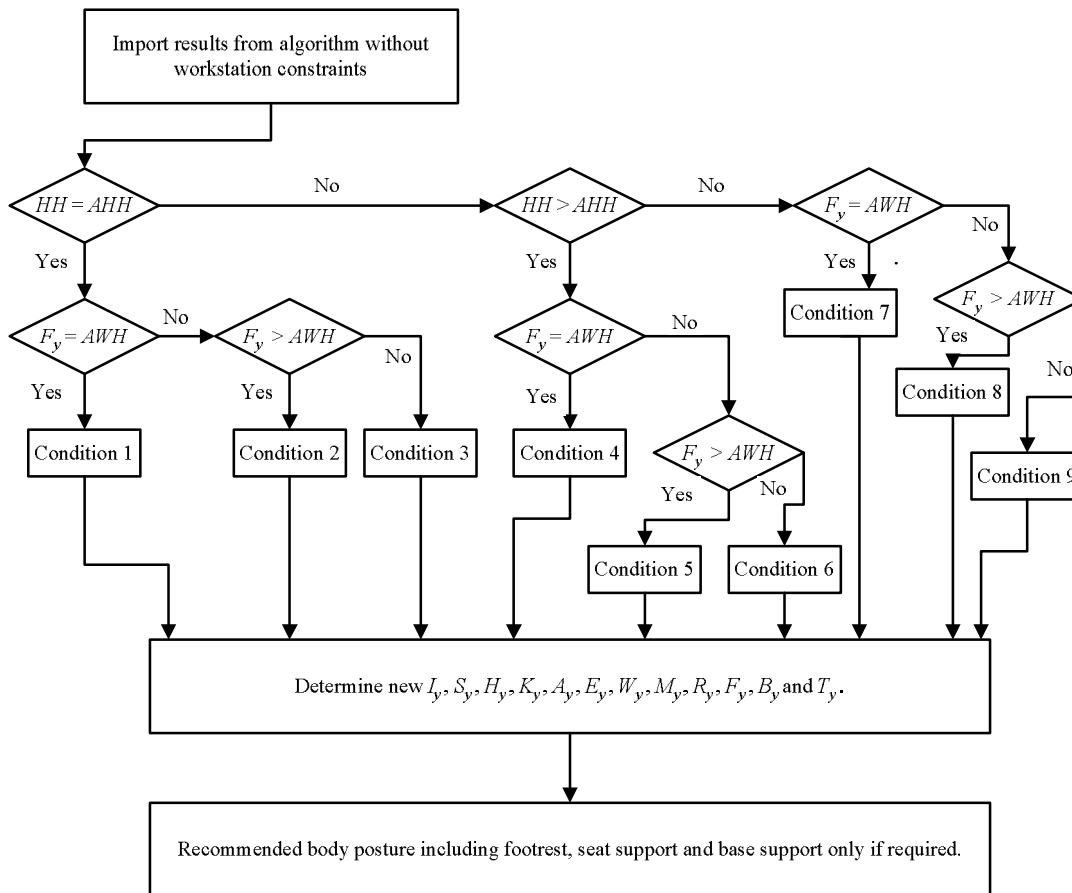 Import results from algorithm without
workstation constraints
HH = AHH
No
HH > AHH
No
F_y = AWH
No
Yes
Yes
Yes
F_y > AWH
F_y = AWH
No
F_y > AWH
No
F_y = AWH
No
Condition 7
Yes
No
Yes
Yes
Yes
Condition 8
Condition 1
Condition 2
Condition 3
Condition 4
F_y > AWH
Condition 9
Yes
No
Condition 5
Condition 6
Determine new I_y, S_y, H_y, K_y, A_y, E_y, W_y, M_y, R_y, F_y, B_y and T_y.
Recommended body posture including footrest, seat support and base support only if required.